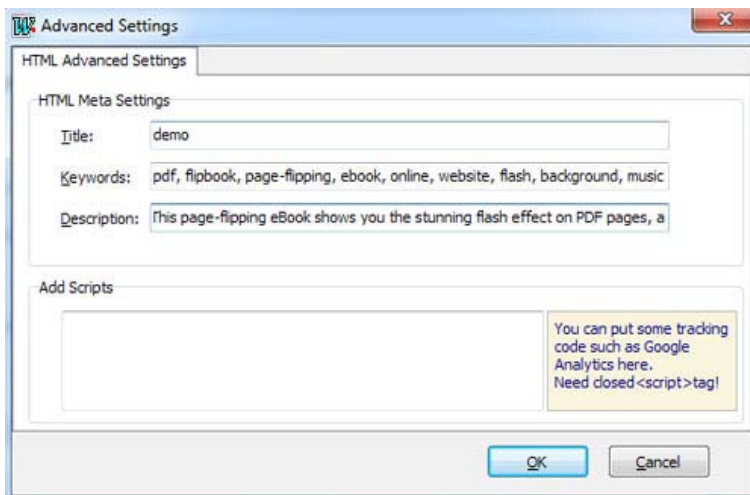 Advanced Settings
HTML Advanced Settings
HTML Meta Settings
Title: demo
Keywords: pdf, flipbook, page-flipping, ebook, online, website, flash, background, music
Description: This page-flipping eBook shows you the stunning flash effect on PDF pages, a
Add Scripts
You can put some tracking
code such as Google
Analytics here.
Need closed<script>tag!
OK Cancel